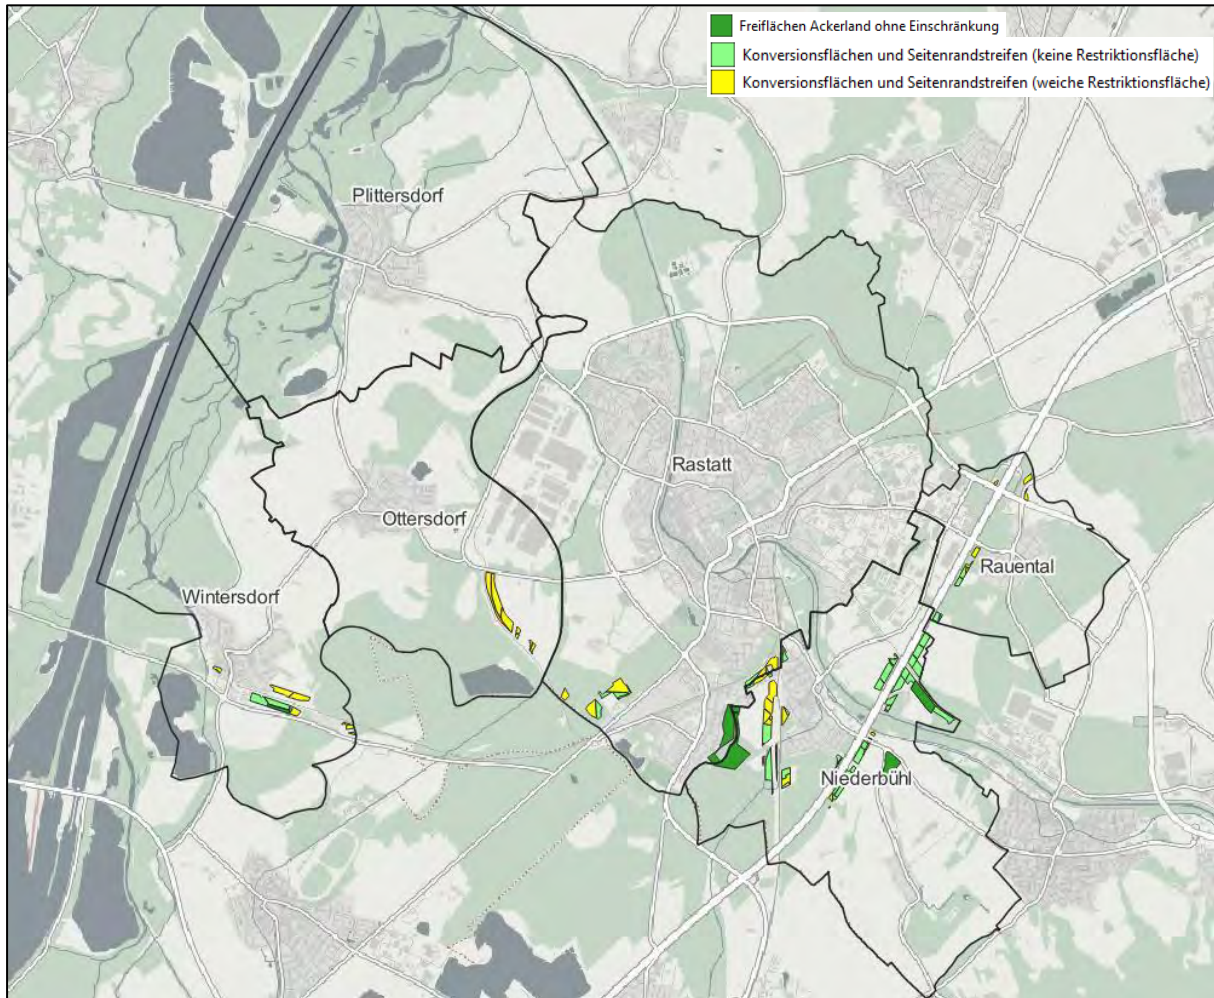 Freiflächen Ackerland ohne Einschränkung
Konversionsflächen und Seitenrandstreifen (keine Restriktionsfläche)
Konversionsflächen und Seitenrandstreifen (weiche Restriktionsfläche)
Plittersdorf
Rastatt
Ottersdorf
Rauental
Wintersdorf
Niederbühl